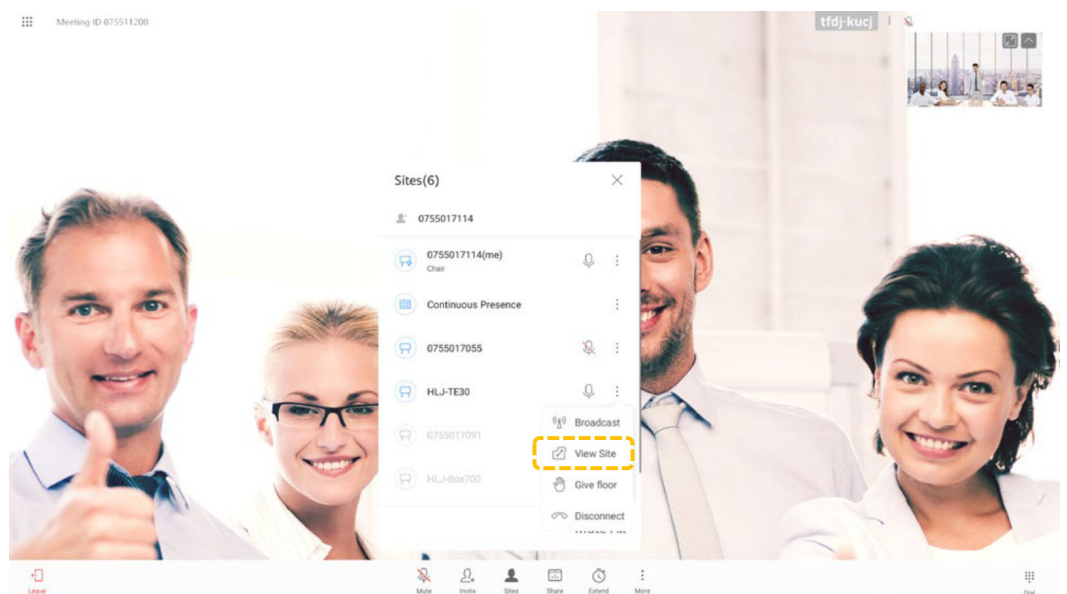 Meeting ID 075511200
tfdj-kucj
Sites(6)
0755017114
0755017114(me)
Chair
Continuous Presence
0755017055
HLJ-TE30
Broadcast
0755017091
View Site
HLJ-Box700
Give floor
Disconnect
Leave
Mute
Invite
Sites
Share
Extend
More